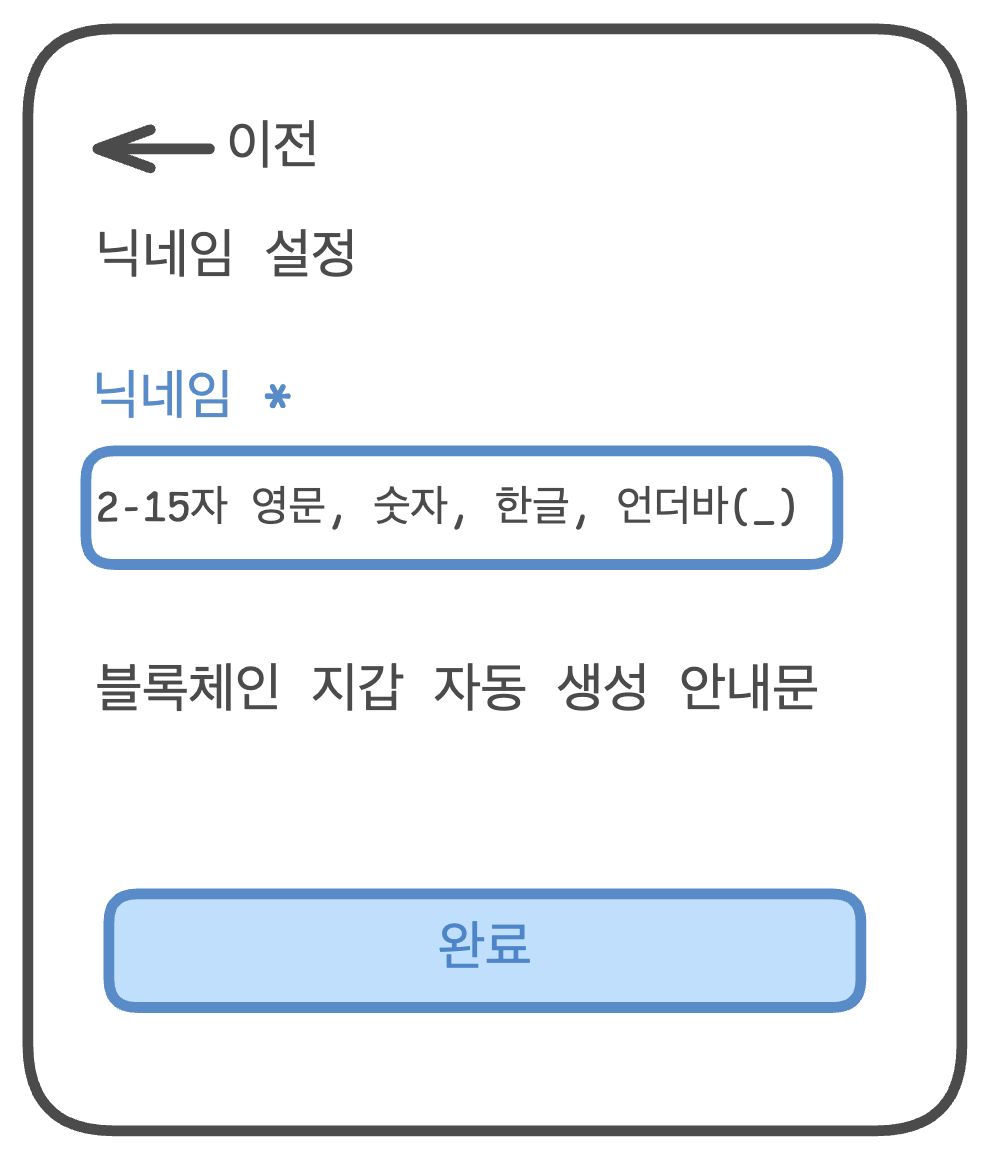 이전
닉네임 설정
닉네임 *
2-15자 영문, 숫자, 한글, 언더바(_)
블록체인 지갑 자동 생성 안내문
완료